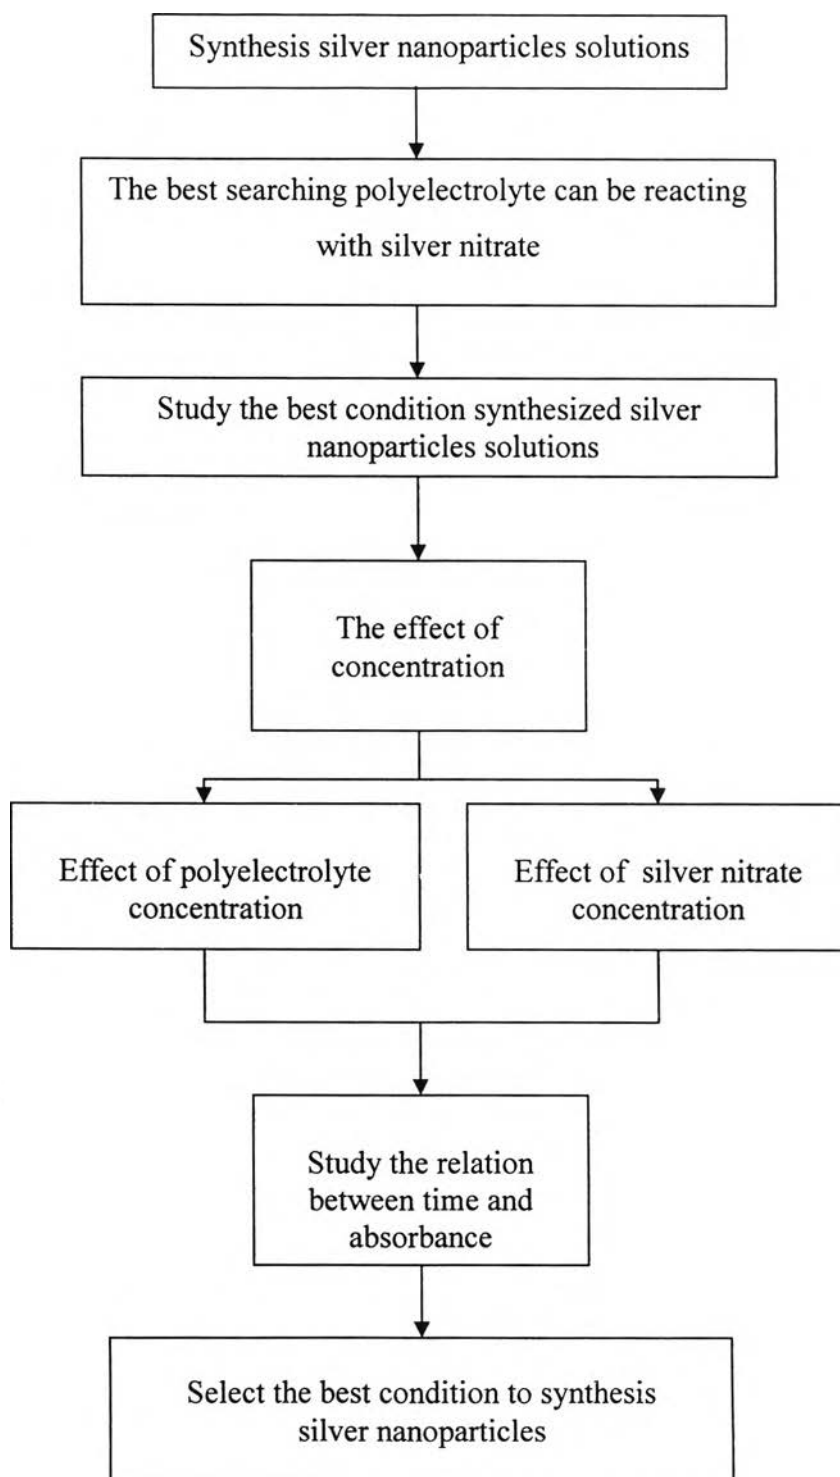 Synthesis silver nanoparticles solutions
The best searching polyelectrolyte can be reacting
with silver nitrate
Study the best condition synthesized silver
nanoparticles solutions
The effect of
concentration
Effect of polyelectrolyte
concentration
Effect of silver nitrate
concentration
Study the relation
between time and
absorbance
Select the best condition to synthesis
silver nanoparticles